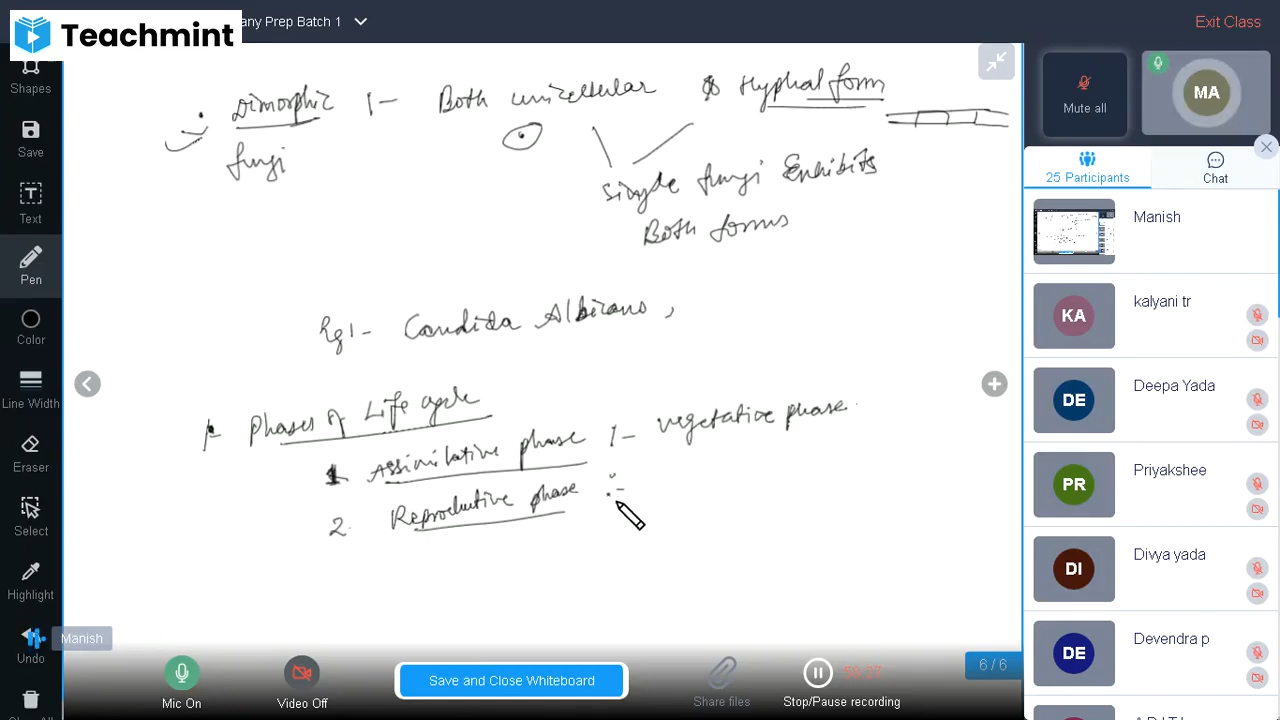 Teachmint
any Prep Batch 1
Exit Class
Shapes
Save
Text
Pen
Color
Line Width
Eraser
Select
Highlight
Undo
Manish
Dimorphic :- Both unicellular & Hyphal form
fungi
single fungi Exhibits
Both forms
Eg:- Candida Albicans ,
Phases of Life cycle
1. Assimilative phase :- vegetative phase.
2. Reproductive phase :-
Mute all
MA
25 Participants
Chat
Manish
KA kalyani tr
DE Deepa Yada
PR Priyakshee
DI Divya yada
DE Devendra p
6 / 6
Mic On
Video Off
Save and Close Whiteboard
Share files
59:27
Stop/Pause recording